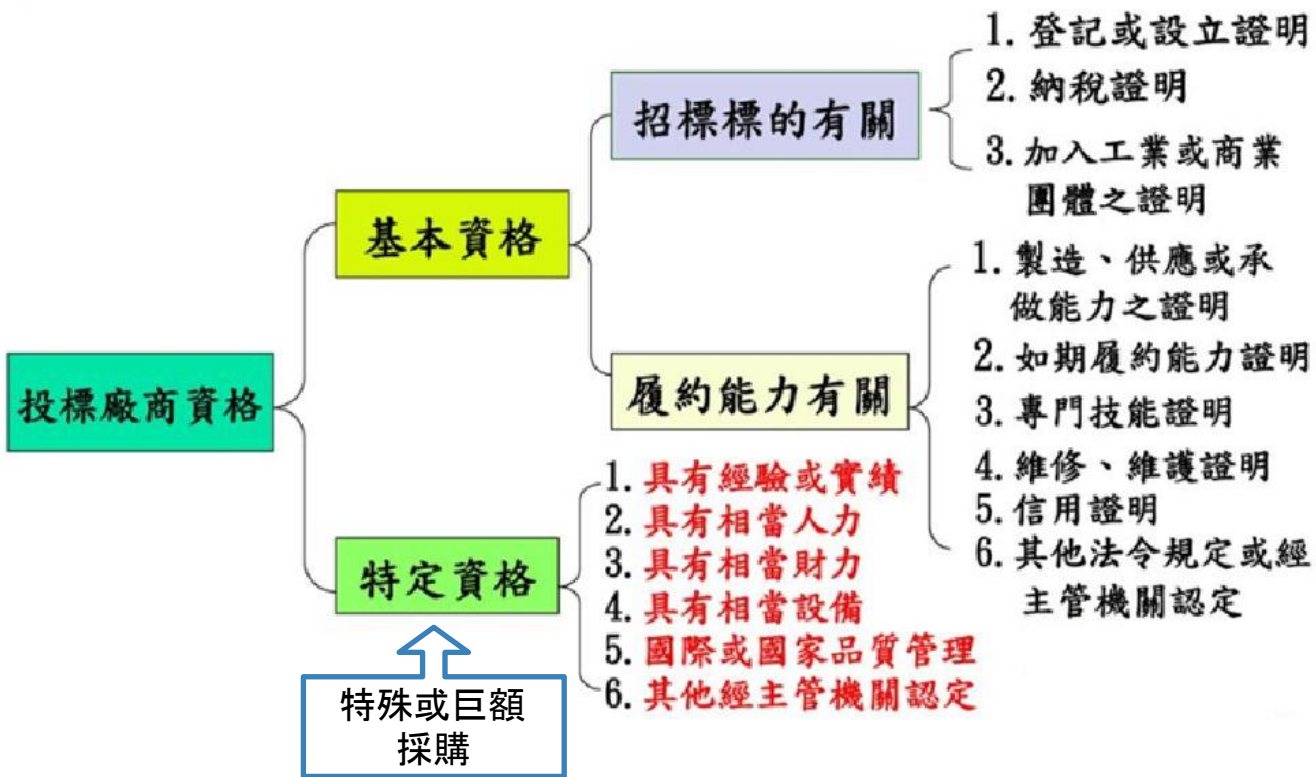 投標廠商資格
基本資格
招標標的有關
1. 登記或設立證明
2. 納稅證明
3. 加入工業或商業
團體之證明
履約能力有關
1. 製造、供應或承
做能力之證明
2. 如期履約能力證明
3. 專門技能證明
4. 維修、維護證明
5. 信用證明
6. 其他法令規定或經
主管機關認定
特定資格
1. 具有經驗或實績
2. 具有相當人力
3. 具有相當財力
4. 具有相當設備
5. 國際或國家品質管理
6. 其他經主管機關認定
特殊或巨額
採購